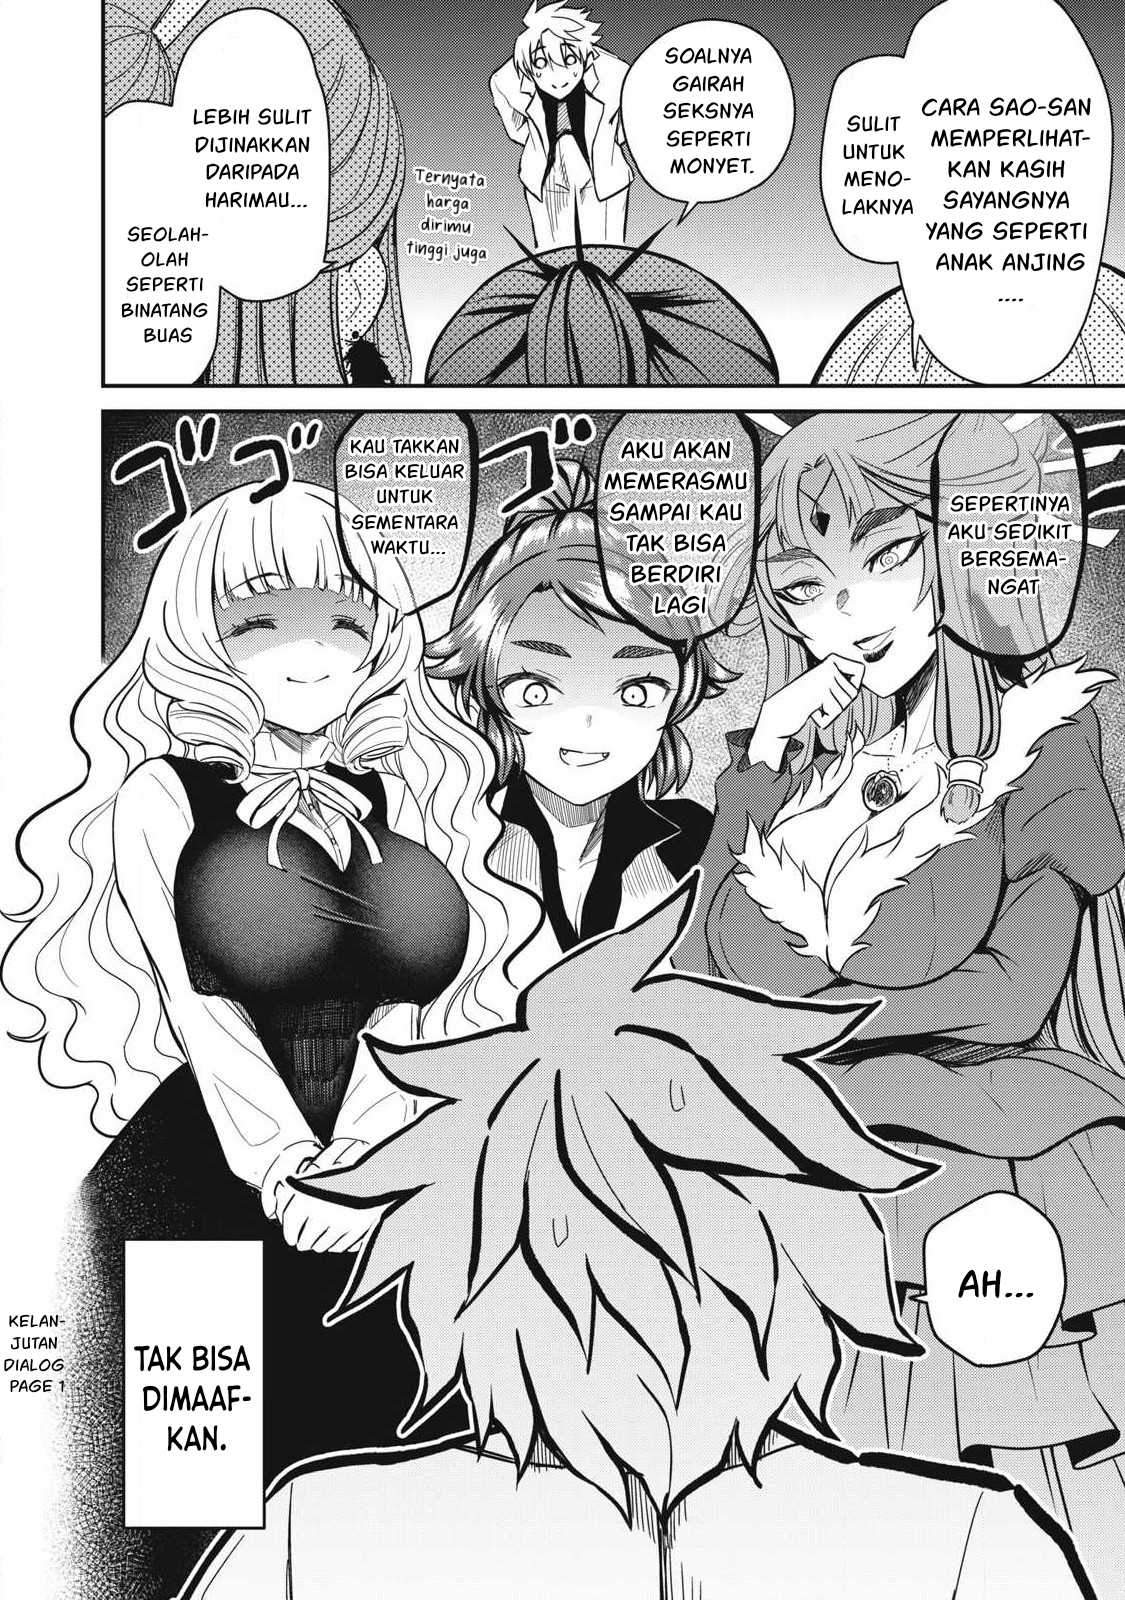 CARA SAO-SAN
MEMPERLIHAT-
KAN KASIH
SAYANGNYA
YANG SEPERTI
ANAK ANJING
....
SULIT
UNTUK
MENO-
LAKNYA
SOALNYA
GAIRAH
SEKSNYA
SEPERTI
MONYET.
Ternyata
harga
dirimu
tinggi juga
LEBIH SULIT
DIJINAKKAN
DARIPADA
HARIMAU...
SEOLAH-
OLAH
SEPERTI
BINATANG
BUAS
SEPERTINYA
AKU SEDIKIT
BERSEMA-
NGAT
AKU AKAN
MEMERASMU
SAMPAI KAU
TAK BISA
BERDIRI
LAGI
KAU TAKKAN
BISA KELUAR
UNTUK
SEMENTARA
WAKTU...
ゴゴゴ
AH...
TAK BISA
DIMAAF-
KAN.
KELAN-
JUTAN
DIALOG
PAGE 1